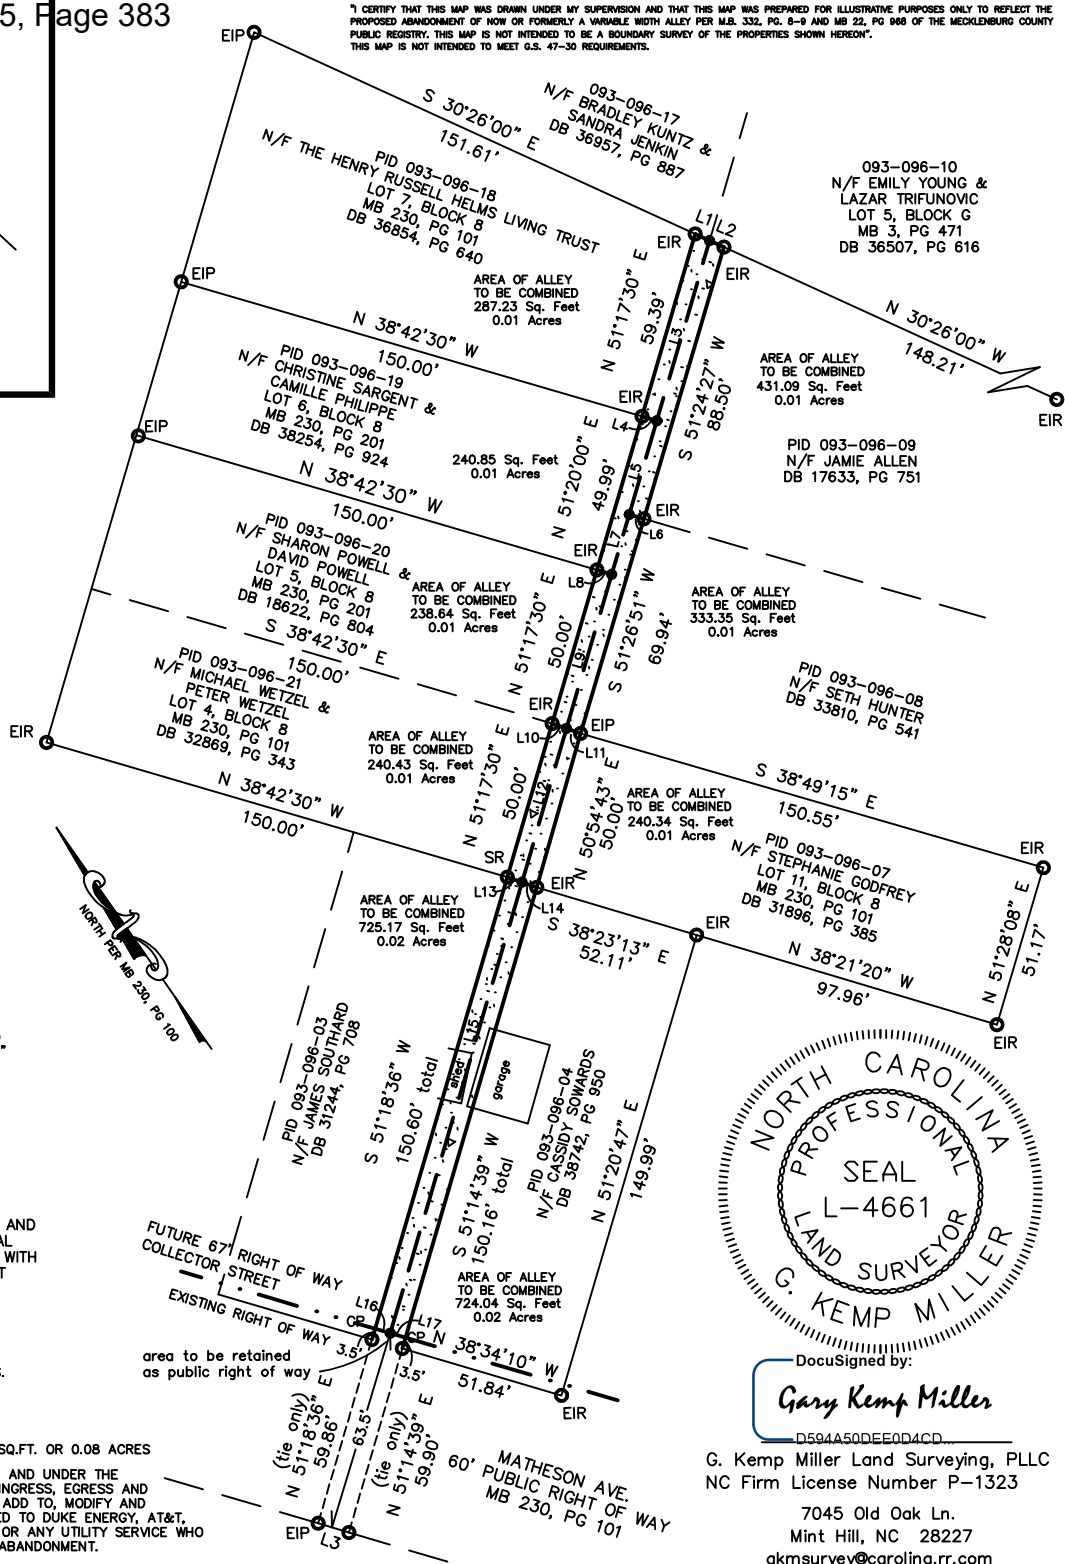 5, Page 383
"I CERTIFY THAT THIS MAP WAS DRAWN UNDER MY SUPERVISION AND THAT THIS MAP WAS PREPARED FOR ILLUSTRATIVE PURPOSES ONLY TO REFLECT THE
PROPOSED ABANDONMENT OF NOW OR FORMERLY A VARIABLE WIDTH ALLEY PER M.B. 332, PG. 8-9 AND MB 22, PG 968 OF THE MECKLENBURG COUNTY
PUBLIC REGISTRY. THIS MAP IS NOT INTENDED TO BE A BOUNDARY SURVEY OF THE PROPERTIES SHOWN HEREON".
THIS MAP IS NOT INTENDED TO MEET G.S. 47-30 REQUIREMENTS.
EIP
S 30°26'00" E
151.61'
093-096-17
N/F BRADLEY KUNTZ &
SANDRA JENKIN
DB 36957, PG 887
PID 093-096-18
N/F THE HENRY RUSSELL HELMS LIVING TRUST
LOT 7, BLOCK 8
MB 230, PG 101
DB 36854, PG 640
093-096-10
N/F EMILY YOUNG &
LAZAR TRIFUNOVIC
LOT 5, BLOCK G
MB 3, PG 471
DB 36507, PG 616
L1
L2
EIR
EIR
EIP
AREA OF ALLEY
TO BE COMBINED
287.23 Sq. Feet
0.01 Acres
N 51°17'30" E
59.39'
L3
S 51°24'27" W
88.50'
N 30°26'00" W
148.21'
EIR
N 38°42'30" W
150.00'
AREA OF ALLEY
TO BE COMBINED
431.09 Sq. Feet
0.01 Acres
PID 093-096-19
N/F CHRISTINE SARGENT &
CAMILLE PHILIPPE
LOT 6, BLOCK 8
MB 230, PG 201
DB 38254, PG 924
EIR
L4
EIP
PID 093-096-09
N/F JAMIE ALLEN
DB 17633, PG 751
240.85 Sq. Feet
0.01 Acres
N 51°20'00" E
49.99'
L5
N 38°42'30" W
150.00'
EIR
L6
L7
PID 093-096-20
N/F SHARON POWELL &
DAVID POWELL
LOT 5, BLOCK 8
MB 230, PG 201
DB 18622, PG 804
EIR
L8
AREA OF ALLEY
TO BE COMBINED
238.64 Sq. Feet
0.01 Acres
N 51°17'30" E
50.00'
L9
S 51°26'51" W
69.94'
AREA OF ALLEY
TO BE COMBINED
333.35 Sq. Feet
0.01 Acres
S 38°42'30" E
150.00'
PID 093-096-21
N/F MICHAEL WETZEL &
PETER WETZEL
LOT 4, BLOCK 8
MB 230, PG 101
DB 32869, PG 343
PID 093-096-08
N/F SETH HUNTER
DB 33810, PG 541
EIR
EIR
L10
EIP
L11
AREA OF ALLEY
TO BE COMBINED
240.43 Sq. Feet
0.01 Acres
N 51°17'30" E
50.00'
L12
N 50°54'43" E
50.00'
S 38°49'15" E
150.55'
AREA OF ALLEY
TO BE COMBINED
240.34 Sq. Feet
0.01 Acres
N 38°42'30" W
150.00'
PID 093-096-07
N/F STEPHANIE GODFREY
LOT 11, BLOCK 8
MB 230, PG 101
DB 31896, PG 385
EIR
SR
L13
EIR
L14
NORTH PER MB 230, PG 100
AREA OF ALLEY
TO BE COMBINED
725.17 Sq. Feet
0.02 Acres
S 38°23'13" E
52.11'
EIR
N 38°21'20" W
97.96'
N 51°28'08" E
51.17'
EIR
PID 093-096-03
N/F JAMES SOUTHARD
DB 31244, PG 708
S 51°18'36" W
150.60' total
L15
shed
garage
PID 093-096-04
N/F CASSIDY SOWARDS
DB 38742, PG 950
S 51°14'39" W
150.16' total
N 51°20'47" E
149.99'
NORTH CAROLINA
PROFESSIONAL
SEAL
L-4661
LAND SURVEYOR
G. KEMP MILLER
AND
AL
WITH
T
FUTURE 67' RIGHT OF WAY
COLLECTOR STREET
EXISTING RIGHT OF WAY
AREA OF ALLEY
TO BE COMBINED
724.04 Sq. Feet
0.02 Acres
L16
CP
L17
CP
3.5'
3.5'
N 38°34'10" W
51.84'
EIR
area to be retained
as public right of way
S.
(tie only)
N 51°18'36" E
59.86'
63.5'
(tie only)
N 51°14'39" E
59.90'
MATHESON AVE.
60' PUBLIC RIGHT OF WAY
MB 230, PG 101
EIP
L3
DocuSigned by:
Gary Kemp Miller
D594A50DEE0D4CD...
G. Kemp Miller Land Surveying, PLLC
NC Firm License Number P-1323
7045 Old Oak Ln.
Mint Hill, NC 28227
gkmsurvey@carolina.rr.com
SQ.FT. OR 0.08 ACRES
AND UNDER THE
INGRESS, EGRESS AND
ADD TO, MODIFY AND
ED TO DUKE ENERGY, AT&T,
OR ANY UTILITY SERVICE WHO
ABANDONMENT.